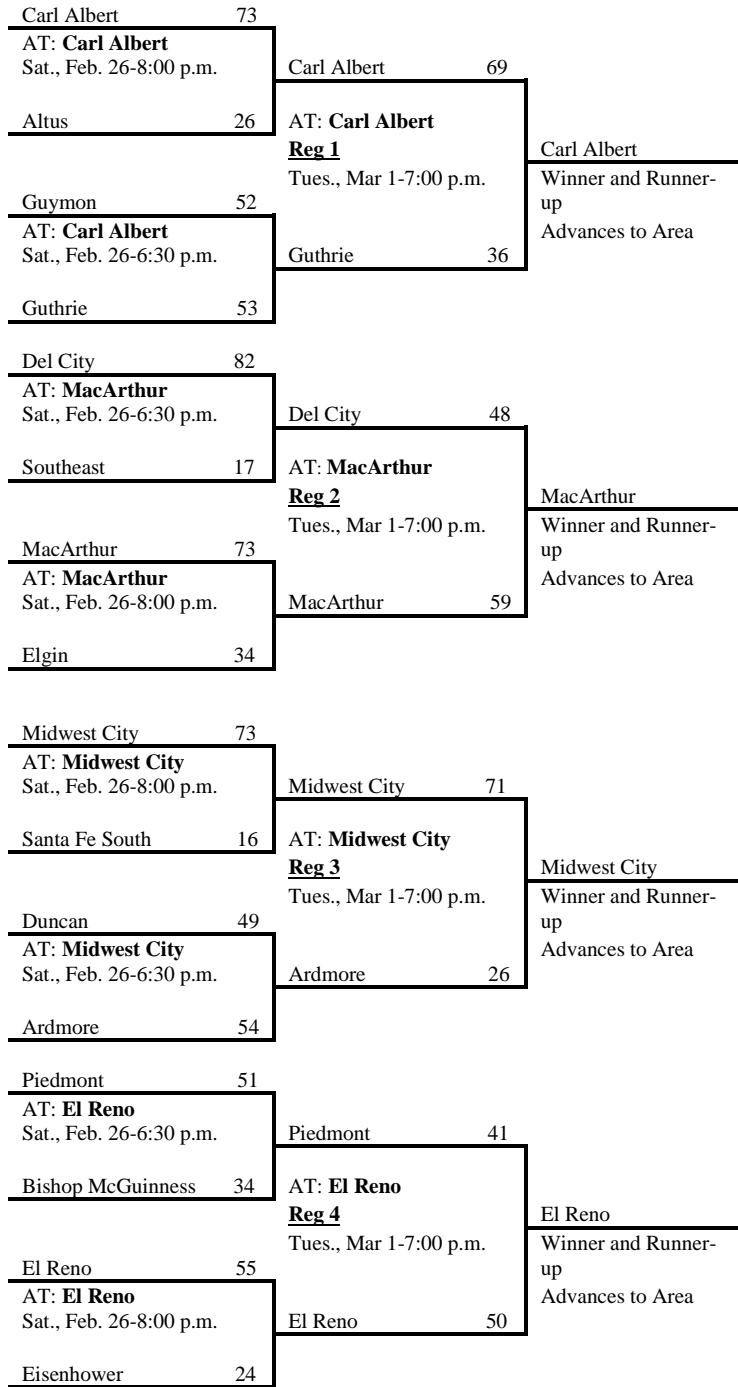 Carl Albert 73
AT: Carl Albert
Sat., Feb. 26-8:00 p.m.
Carl Albert 69
Altus 26
AT: Carl Albert
Reg 1
Carl Albert
Tues., Mar 1-7:00 p.m.
Winner and Runner-
up
Advances to Area
Guymon 52
AT: Carl Albert
Sat., Feb. 26-6:30 p.m.
Guthrie 36
Guthrie 53
Del City 82
AT: MacArthur
Sat., Feb. 26-6:30 p.m.
Del City 48
Southeast 17
AT: MacArthur
Reg 2
MacArthur
Tues., Mar 1-7:00 p.m.
Winner and Runner-
up
Advances to Area
MacArthur 73
AT: MacArthur
Sat., Feb. 26-8:00 p.m.
MacArthur 59
Elgin 34
Midwest City 73
AT: Midwest City
Sat., Feb. 26-8:00 p.m.
Midwest City 71
Santa Fe South 16
AT: Midwest City
Reg 3
Midwest City
Tues., Mar 1-7:00 p.m.
Winner and Runner-
up
Advances to Area
Duncan 49
AT: Midwest City
Sat., Feb. 26-6:30 p.m.
Ardmore 26
Ardmore 54
Piedmont 51
AT: El Reno
Sat., Feb. 26-6:30 p.m.
Piedmont 41
Bishop McGuinness 34
AT: El Reno
Reg 4
El Reno
Tues., Mar 1-7:00 p.m.
Winner and Runner-
up
Advances to Area
El Reno 55
AT: El Reno
Sat., Feb. 26-8:00 p.m.
El Reno 50
Eisenhower 24